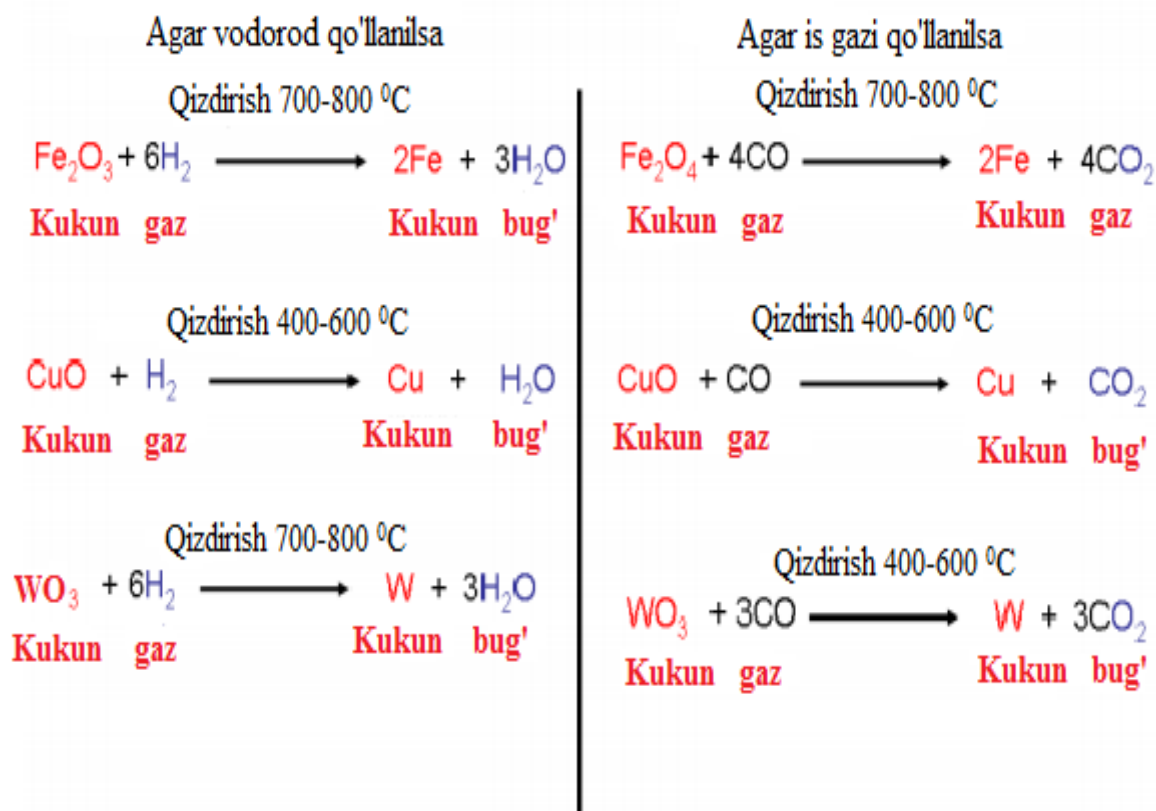 Agar vodorod qo'llanilsa
Qizdirish 700-800 ⁰C
Fe₂O₃ + 6H₂ → 2Fe + 3H₂O
Kukun gaz Kukun bug'
Qizdirish 400-600 ⁰C
CuO + H₂ → Cu + H₂O
Kukun gaz Kukun bug'
Qizdirish 700-800 ⁰C
WO₃ + 6H₂ → W + 3H₂O
Kukun gaz Kukun bug'
Agar is gazi qo'llanilsa
Qizdirish 700-800 ⁰C
Fe₂O₄ + 4CO → 2Fe + 4CO₂
Kukun gaz Kukun gaz
Qizdirish 400-600 ⁰C
CuO + CO → Cu + CO₂
Kukun gaz Kukun bug'
Qizdirish 400-600 ⁰C
WO₃ + 3CO → W + 3CO₂
Kukun gaz Kukun bug'